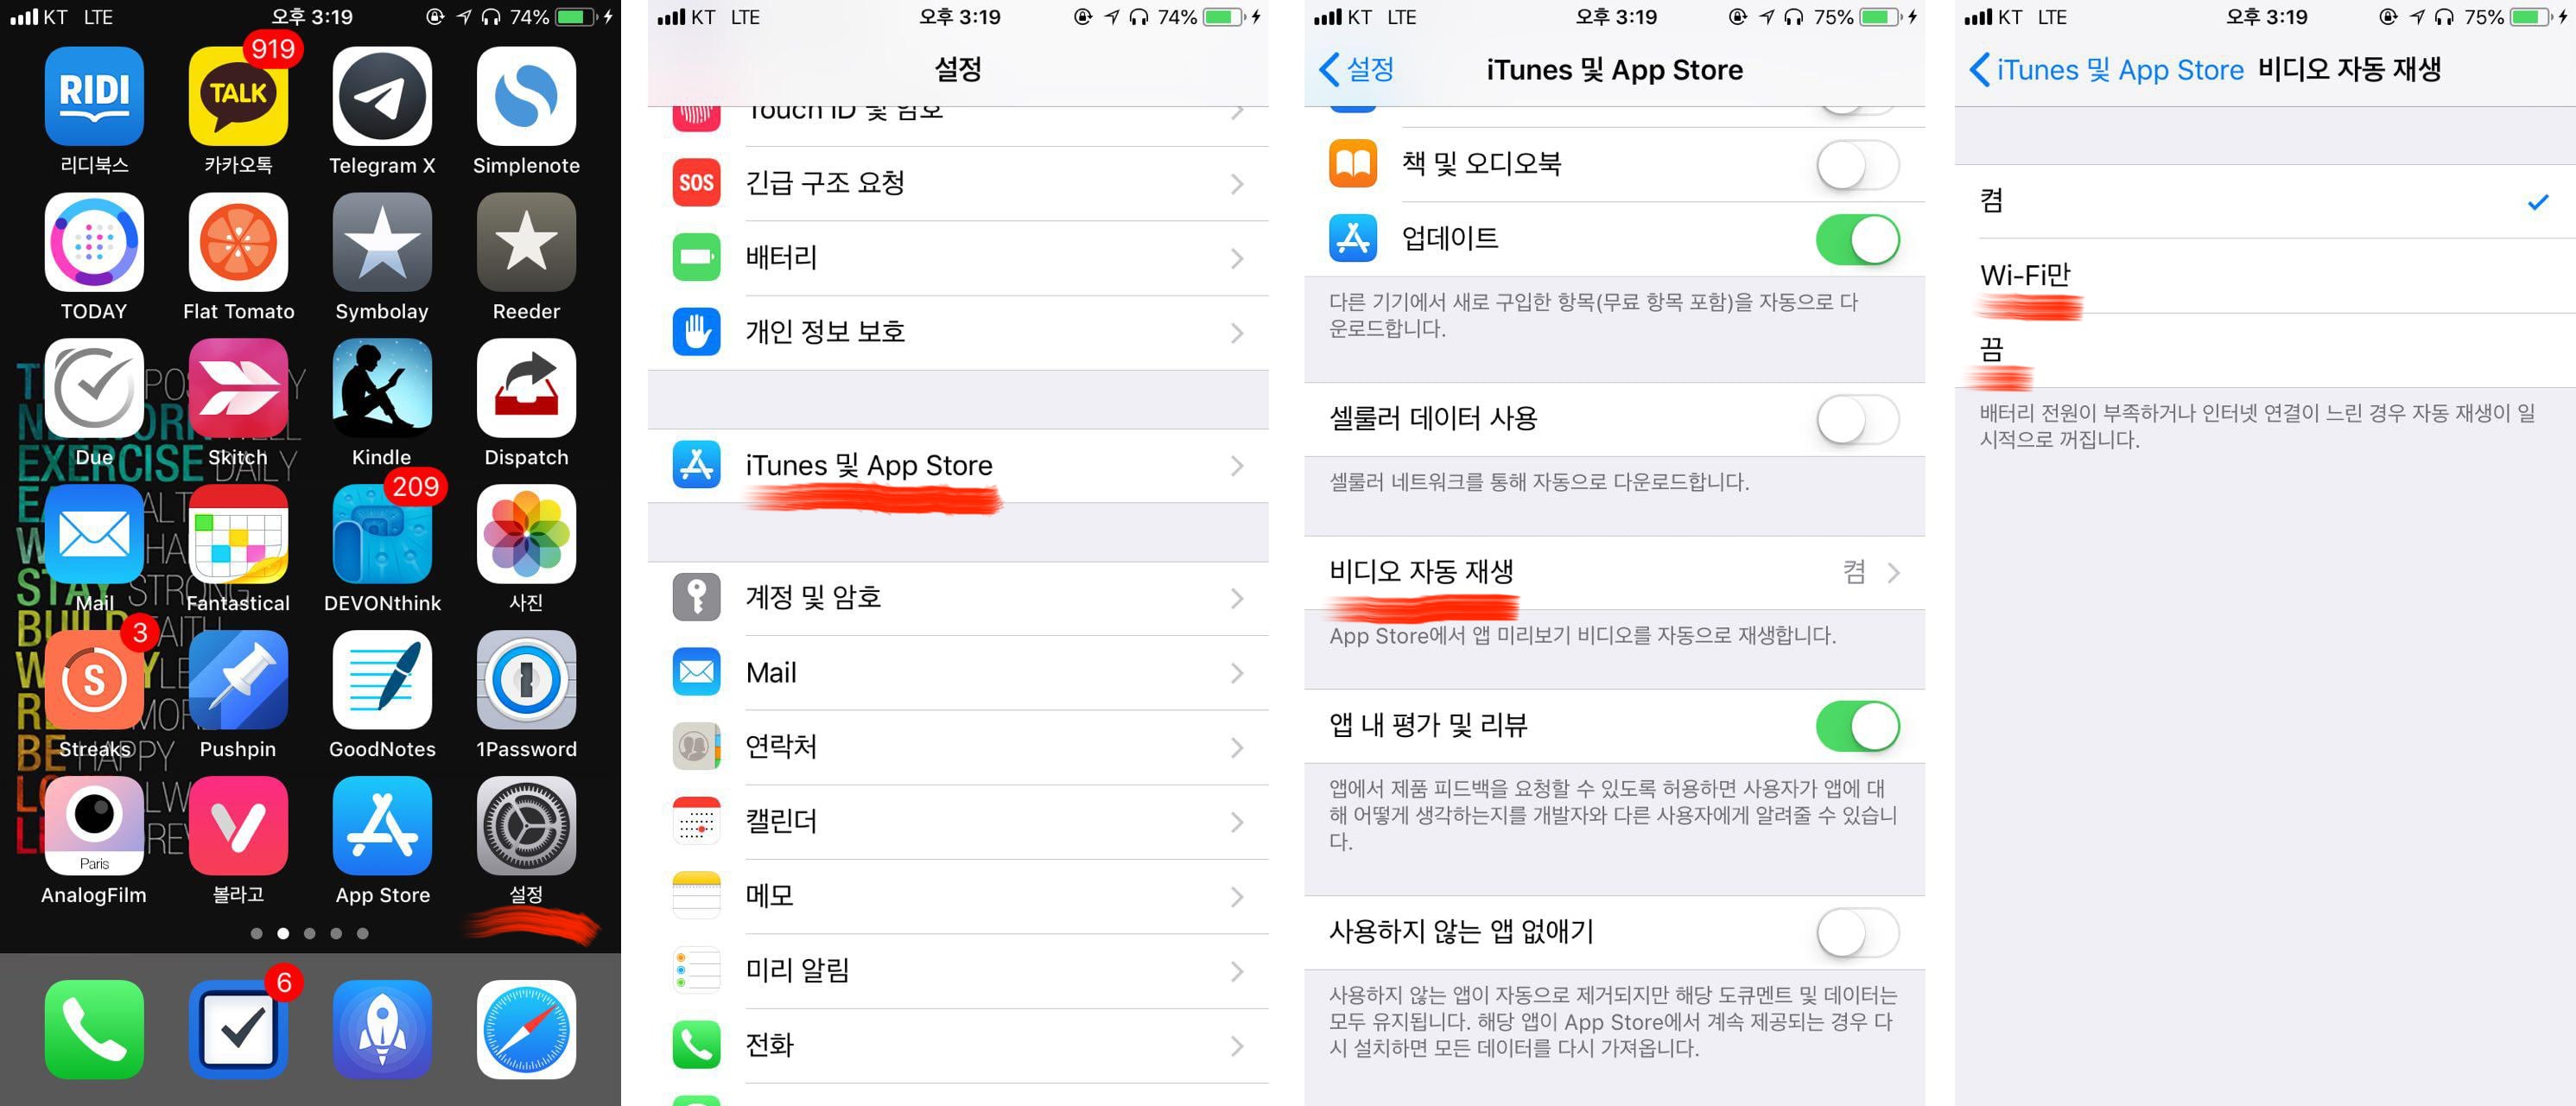 KT LTE 오후 3:19 74%
919
RIDI
TALK
리디북스 카카오톡 Telegram X Simplenote
TODAY Flat Tomato Symbolay Reeder
Due Skitch Kindle Dispatch
EXERCISE DAILY
209
Mail Fantastical DEVONthink 사진
STAY STRONG
3
S
Streaks Pushpin GoodNotes 1Password
BE HAPPY
Paris
AnalogFilm 볼라고 App Store 설정
6
KT LTE 오후 3:19 74%
설정
Touch ID 및 암호
SOS 긴급 구조 요청
배터리
개인 정보 보호
iTunes 및 App Store
계정 및 암호
Mail
연락처
캘린더
메모
미리 알림
전화
KT LTE 오후 3:19 75%
설정 iTunes 및 App Store
책 및 오디오북
업데이트
다른 기기에서 새로 구입한 항목(무료 항목 포함)을 자동으로 다
운로드합니다.
셀룰러 데이터 사용
셀룰러 네트워크를 통해 자동으로 다운로드합니다.
비디오 자동 재생 켬
App Store에서 앱 미리보기 비디오를 자동으로 재생합니다.
앱 내 평가 및 리뷰
앱에서 제품 피드백을 요청할 수 있도록 허용하면 사용자가 앱에 대
해 어떻게 생각하는지를 개발자와 다른 사용자에게 알려줄 수 있습니
다.
사용하지 않는 앱 없애기
사용하지 않는 앱이 자동으로 제거되지만 해당 도큐멘트 및 데이터는
모두 유지됩니다. 해당 앱이 App Store에서 계속 제공되는 경우 다
시 설치하면 모든 데이터를 다시 가져옵니다.
KT LTE 오후 3:19 75%
iTunes 및 App Store 비디오 자동 재생
켬
Wi-Fi만
끔
배터리 전원이 부족하거나 인터넷 연결이 느린 경우 자동 재생이 일
시적으로 꺼집니다.